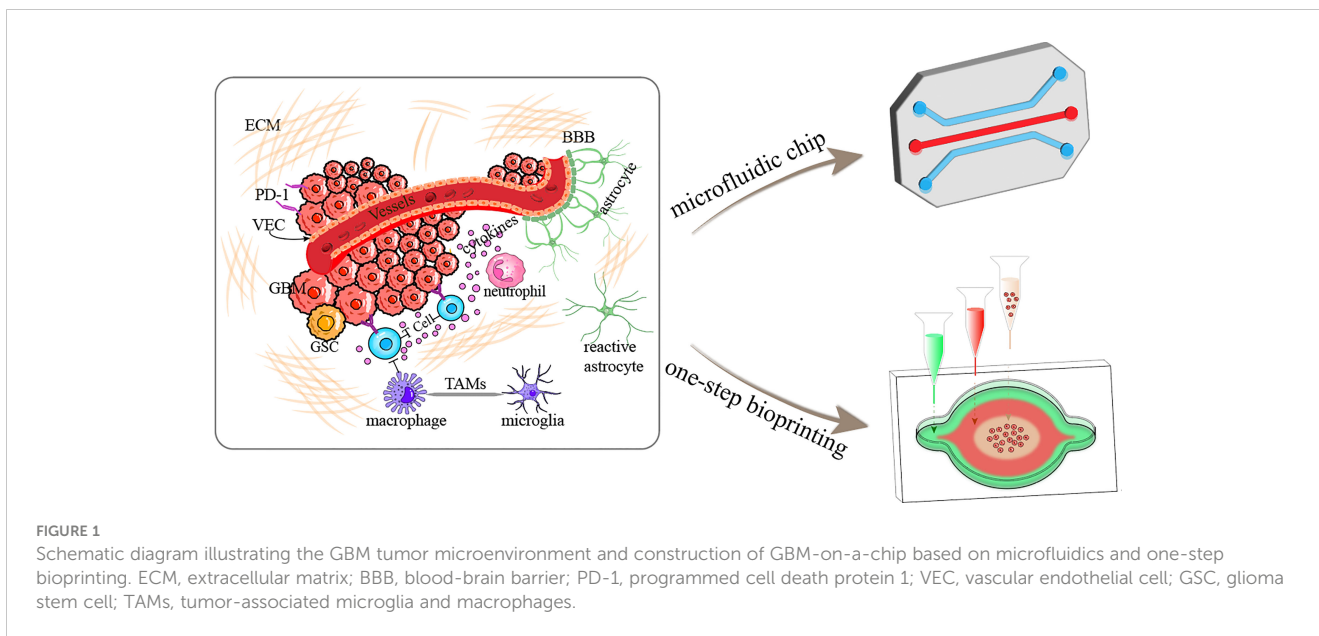 ECM
BBB
PD-1
VEC
Vessels
astrocyte
cytokines
GBM
neutrophil
T Cell
GSC
reactive
astrocyte
TAMs
macrophage
microglia
microfluidic chip
one-step bioprinting
FIGURE 1
Schematic diagram illustrating the GBM tumor microenvironment and construction of GBM-on-a-chip based on microfluidics and one-step
bioprinting. ECM, extracellular matrix; BBB, blood-brain barrier; PD-1, programmed cell death protein 1; VEC, vascular endothelial cell; GSC, glioma
stem cell; TAMs, tumor-associated microglia and macrophages.